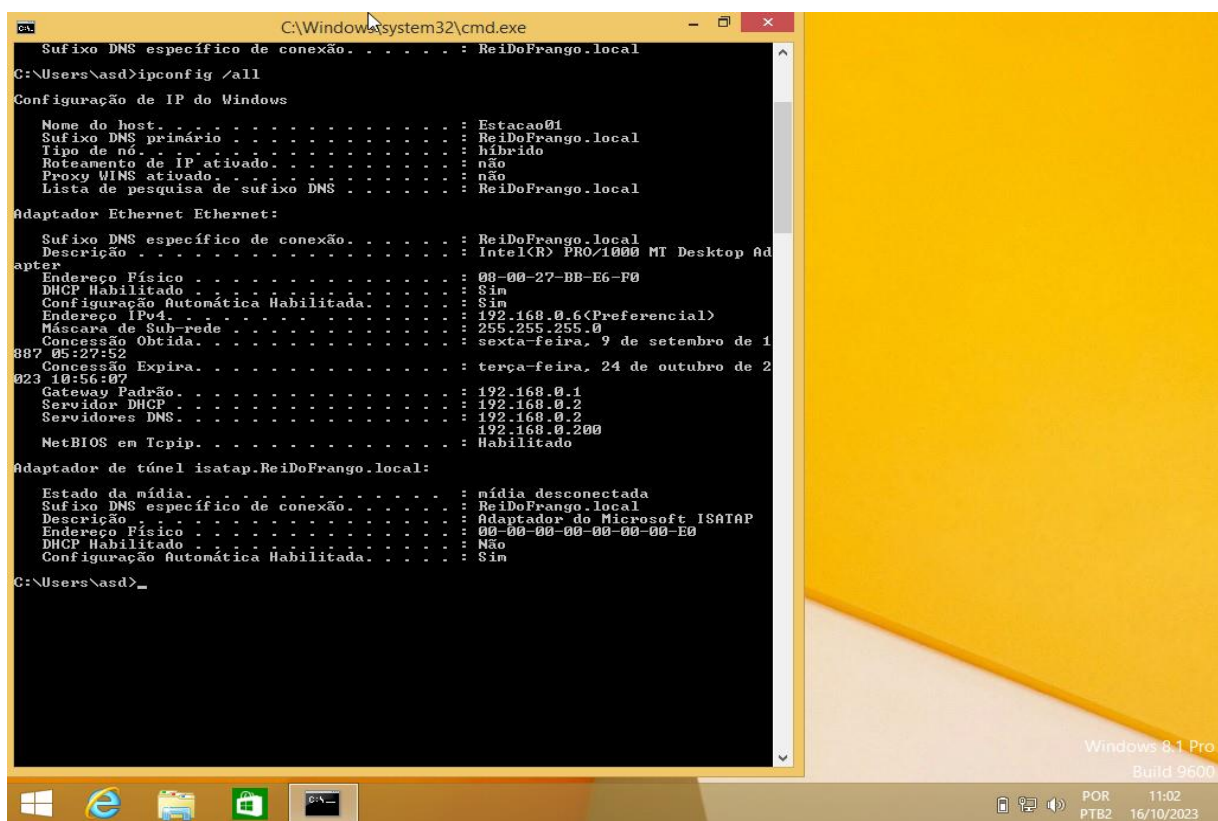 C:\Windows\system32\cmd.exe
Sufixo DNS específico de conexão. . . . . . : ReiDoFrango.local
C:\Users\asd>ipconfig /all
Configuração de IP do Windows
Nome do host. . . . . . . . . . . . . . . . : Estacao01
Sufixo DNS primário . . . . . . . . . . . . : ReiDoFrango.local
Tipo de nó. . . . . . . . . . . . . . . . . : híbrido
Roteamento de IP ativado. . . . . . . . . . : não
Proxy WINS ativado. . . . . . . . . . . . . : não
Lista de pesquisa de sufixo DNS . . . . . . : ReiDoFrango.local
Adaptador Ethernet Ethernet:
Sufixo DNS específico de conexão. . . . . . : ReiDoFrango.local
Descrição . . . . . . . . . . . . . . . . . : Intel(R) PRO/1000 MT Desktop Ad
apter
Endereço Físico . . . . . . . . . . . . . . : 08-00-27-BB-E6-F0
DHCP Habilitado . . . . . . . . . . . . . . : Sim
Configuração Automática Habilitada. . . . . : Sim
Endereço IPv4. . . . . . . . . . . . . . . : 192.168.0.6(Preferencial)
Máscara de Sub-rede . . . . . . . . . . . . : 255.255.255.0
Concessão Obtida. . . . . . . . . . . . . . : sexta-feira, 9 de setembro de 1
887 05:27:52
Concessão Expira. . . . . . . . . . . . . . : terça-feira, 24 de outubro de 2
023 10:56:07
Gateway Padrão. . . . . . . . . . . . . . . : 192.168.0.1
Servidor DHCP . . . . . . . . . . . . . . . : 192.168.0.2
Servidores DNS. . . . . . . . . . . . . . . : 192.168.0.2
192.168.0.200
NetBIOS em Tcpip. . . . . . . . . . . . . . : Habilitado
Adaptador de túnel isatap.ReiDoFrango.local:
Estado da mídia. . . . . . . . . . . . . . : mídia desconectada
Sufixo DNS específico de conexão. . . . . . : ReiDoFrango.local
Descrição . . . . . . . . . . . . . . . . . : Adaptador do Microsoft ISATAP
Endereço Físico . . . . . . . . . . . . . . : 00-00-00-00-00-00-00-E0
DHCP Habilitado . . . . . . . . . . . . . . : Não
Configuração Automática Habilitada. . . . . : Sim
C:\Users\asd>_
Windows 8.1 Pro
Build 9600
POR 11:02
PTB2 16/10/2023